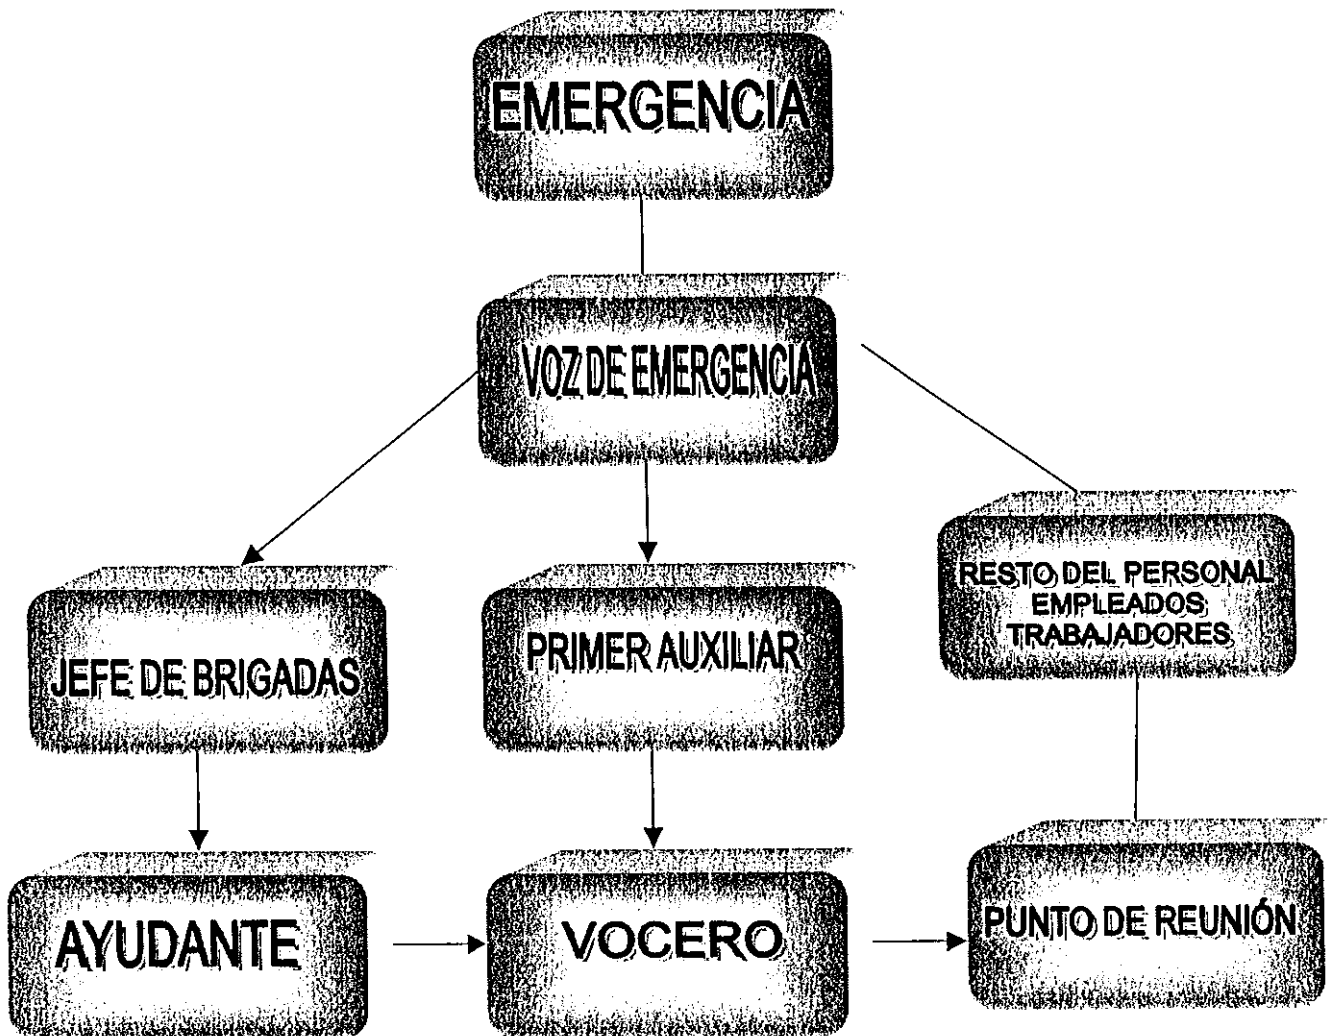 EMERGENCIA
VOZ DE EMERGENCIA
JEFE DE BRIGADAS
PRIMER AUXILIAR
RESTO DEL PERSONAL
EMPLEADOS
TRABAJADORES
AYUDANTE
VOCERO
PUNTO DE REUNIÓN